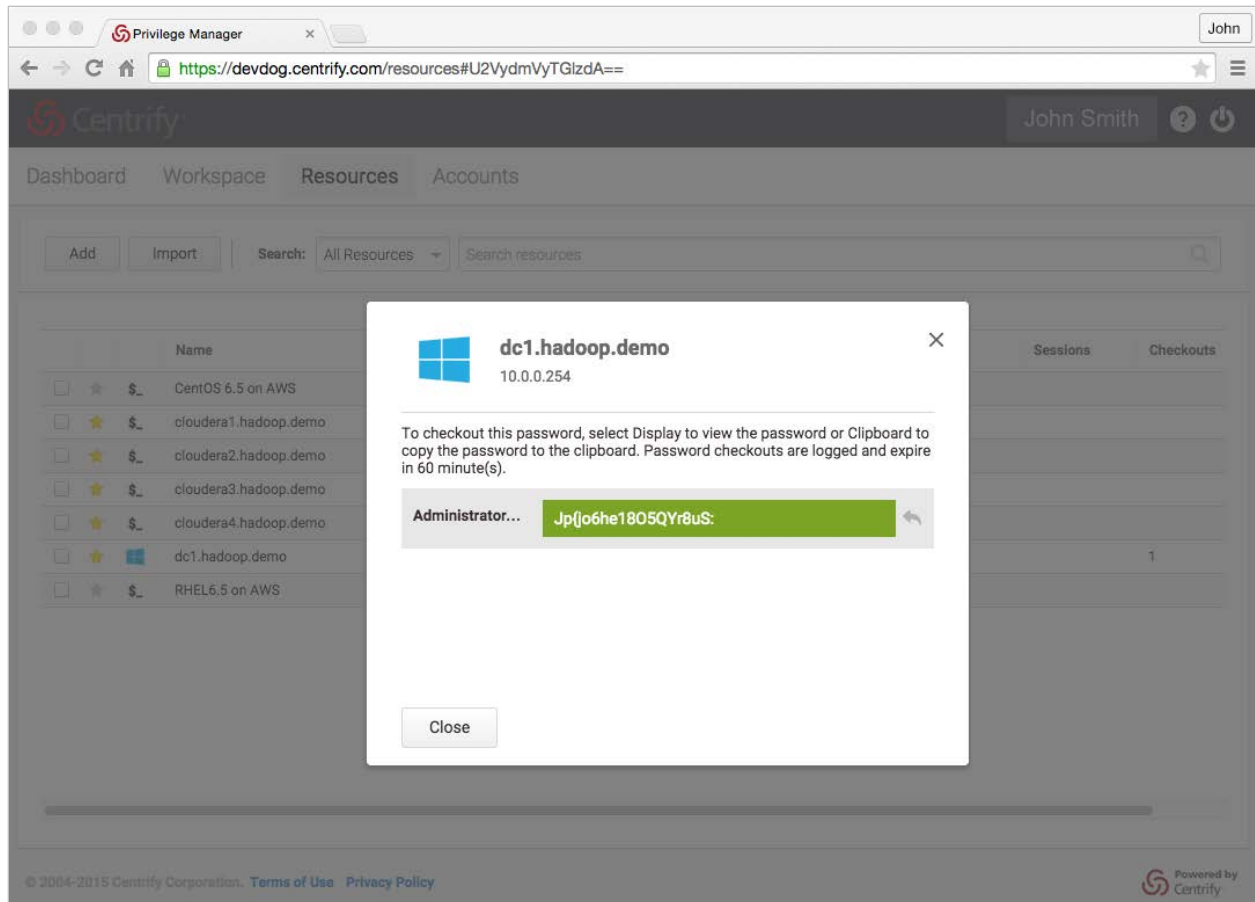 Privilege Manager
John
https://devdog.centrify.com/resources#U2VydmVyTGlzdA==
Centrify
John Smith
Dashboard Workspace Resources Accounts
Add Import Search: All Resources Search resources
Name Sessions Checkouts
$_ CentOS 6.5 on AWS
$_ cloudera1.hadoop.demo
$_ cloudera2.hadoop.demo
$_ cloudera3.hadoop.demo
$_ cloudera4.hadoop.demo
dc1.hadoop.demo 1
$_ RHEL6.5 on AWS
dc1.hadoop.demo
10.0.0.254
To checkout this password, select Display to view the password or Clipboard to
copy the password to the clipboard. Password checkouts are logged and expire
in 60 minute(s).
Administrator... Jp{jo6he18O5QYr8uS:
Close
© 2004-2015 Centrify Corporation. Terms of Use Privacy Policy
Powered by
Centrify